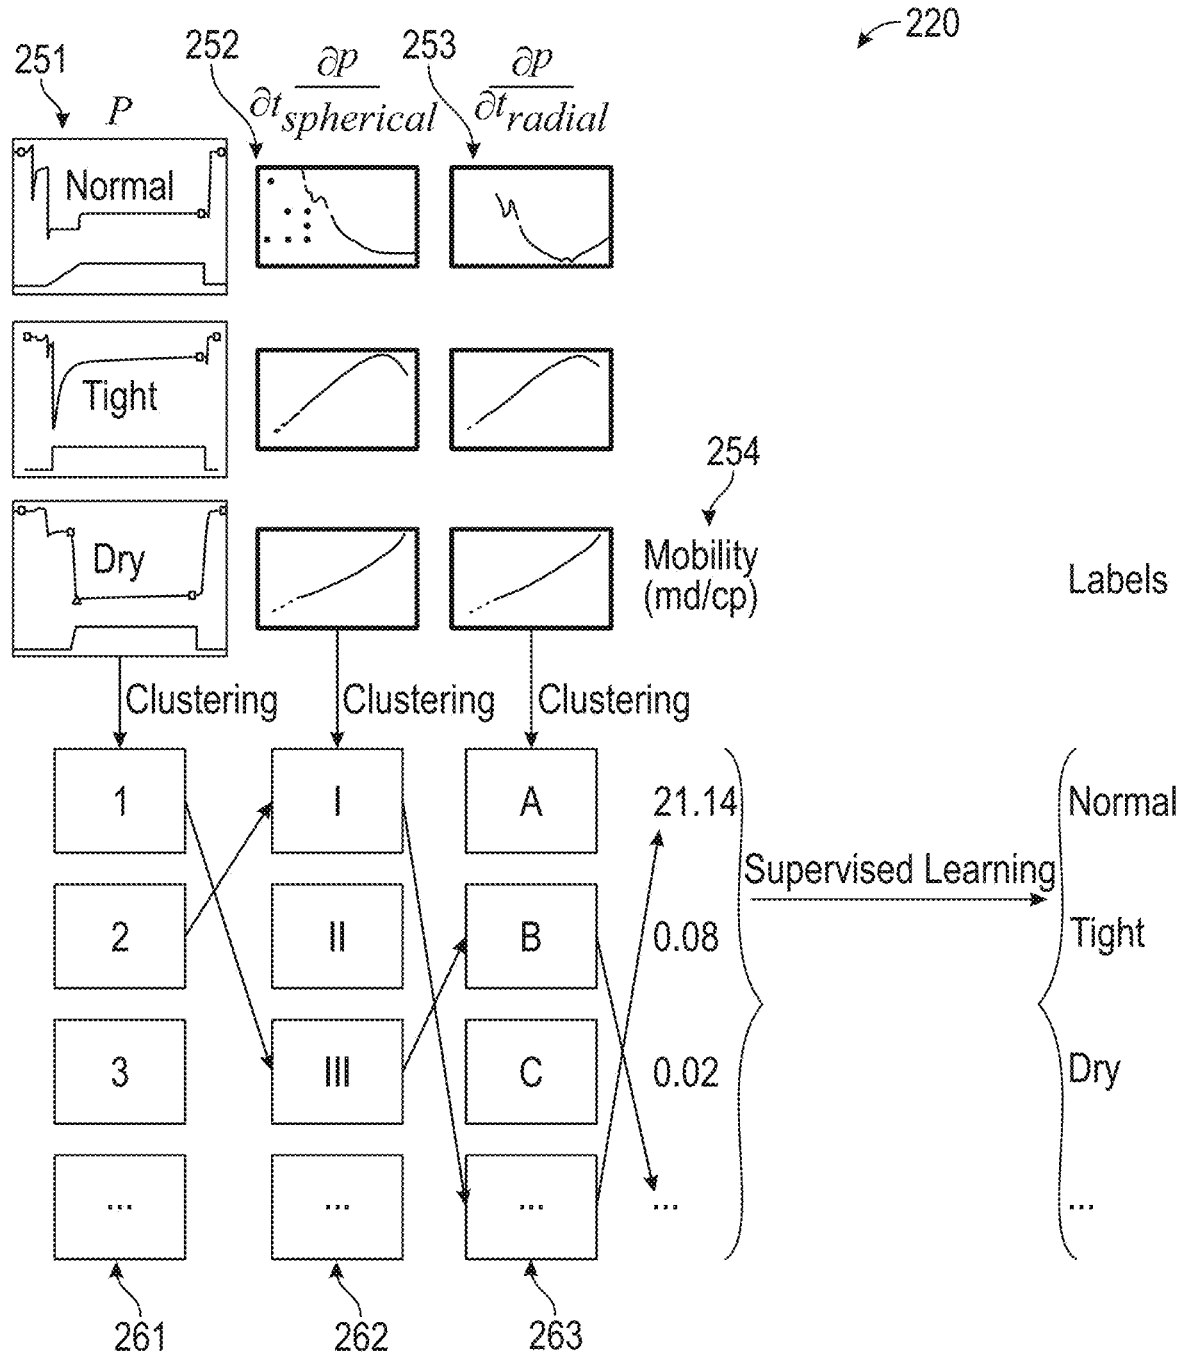 220
251
252
253
P
∂p
∂t spherical
∂p
∂t radial
Normal
Tight
Dry
254
Mobility
(md/cp)
Labels
Clustering
Clustering
Clustering
1
I
A
21.14
Normal
Supervised Learning
2
II
B
0.08
Tight
3
III
C
0.02
Dry
...
...
...
...
...
261
262
263